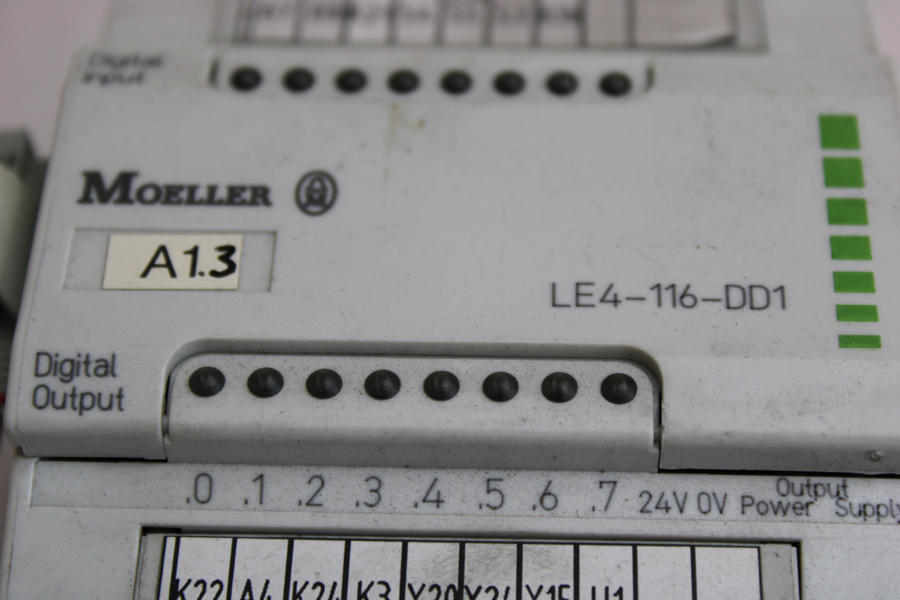 Digital
Input
MOELLER
A1.3
LE4-116-DD1
Digital
Output
.0 .1 .2 .3 .4 .5 .6 .7 24V 0V Output Power Supply
K22 A4 K24 K3 Y20 Y24 Y15 U1